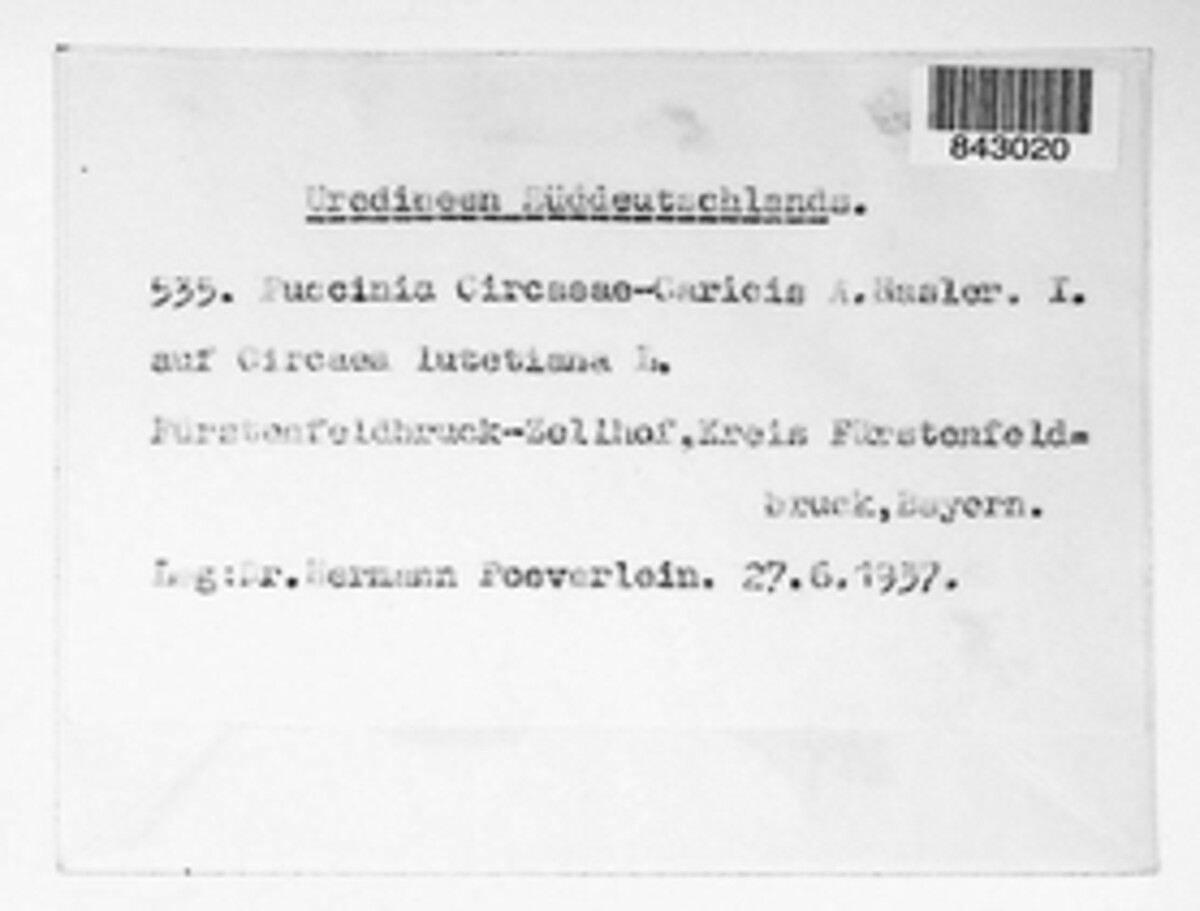 843020
Uredineen Süddeutschlands.
535. Puccinia Circaeae-Caricis A.Hasler. I.
auf Circaea lutetiana L.
Fürstenfeldbruck-Zellhof,Kreis Fürstenfeld=
bruck,Bayern.
Leg:Dr.Hermann Poeverlein. 27.6.1937.